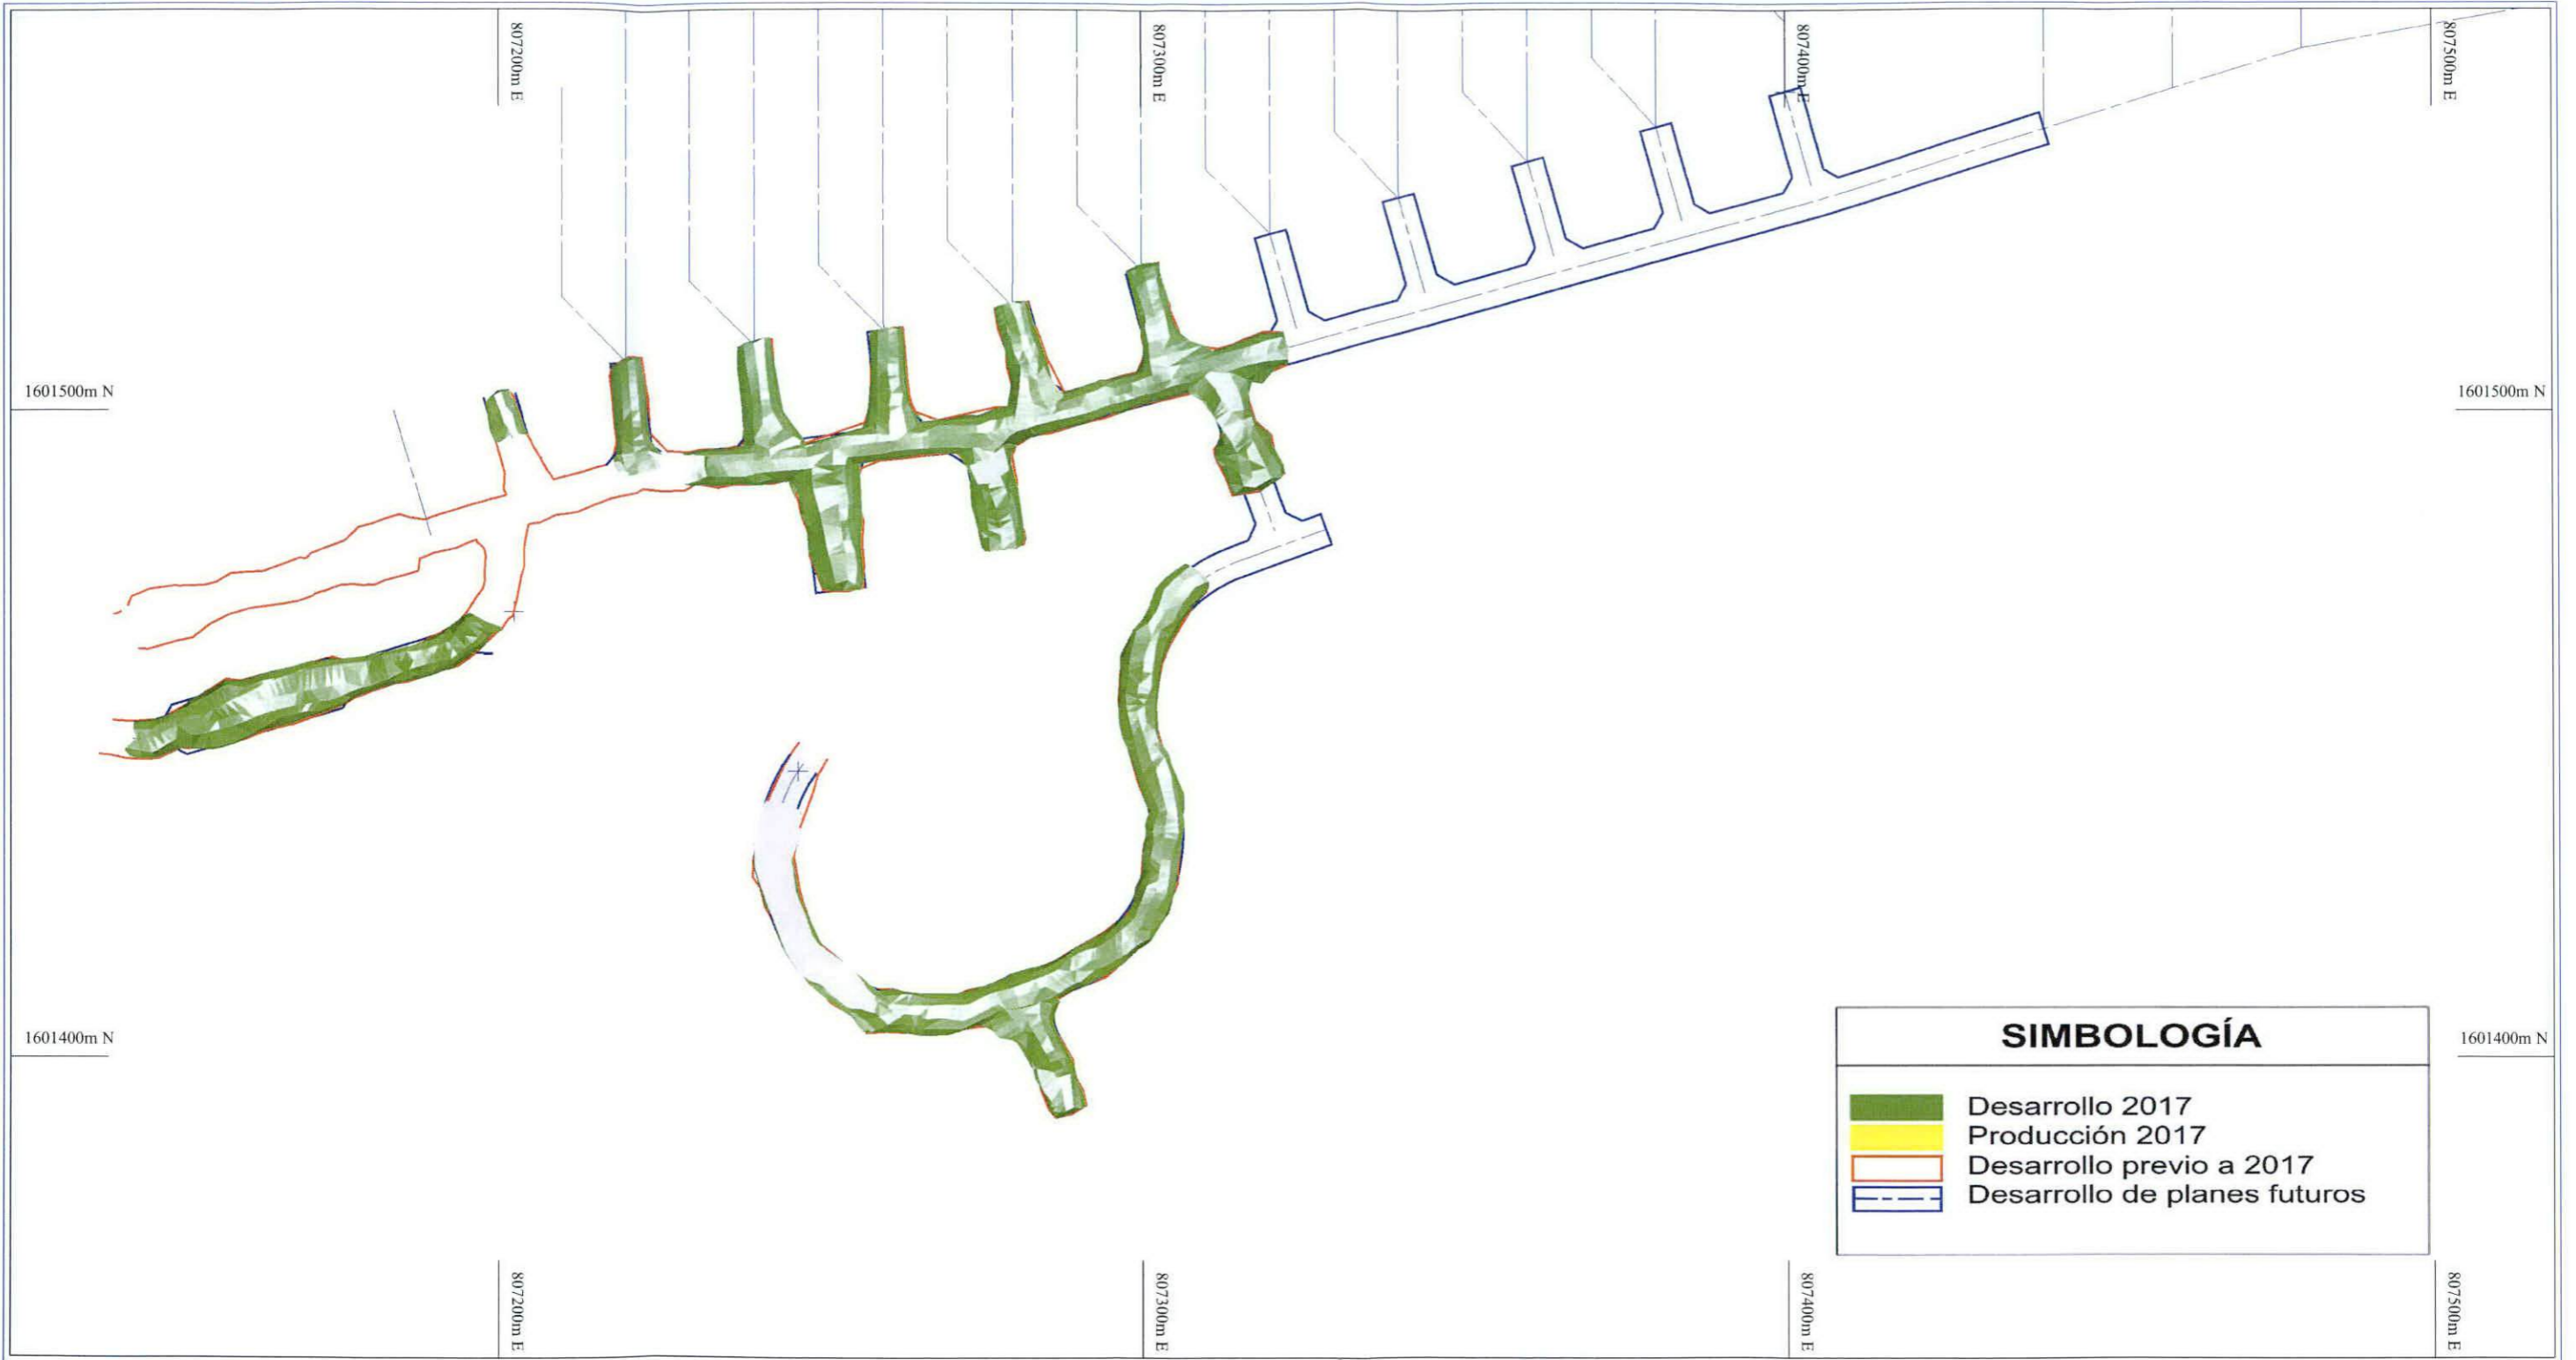 807200m E
807300m E
807400m E
807500m E
1601500m N
1601500m N
1601400m N
1601400m N
SIMBOLOGÍA
Desarrollo 2017
Producción 2017
Desarrollo previo a 2017
Desarrollo de planes futuros
807200m E
807300m E
807400m E
807500m E